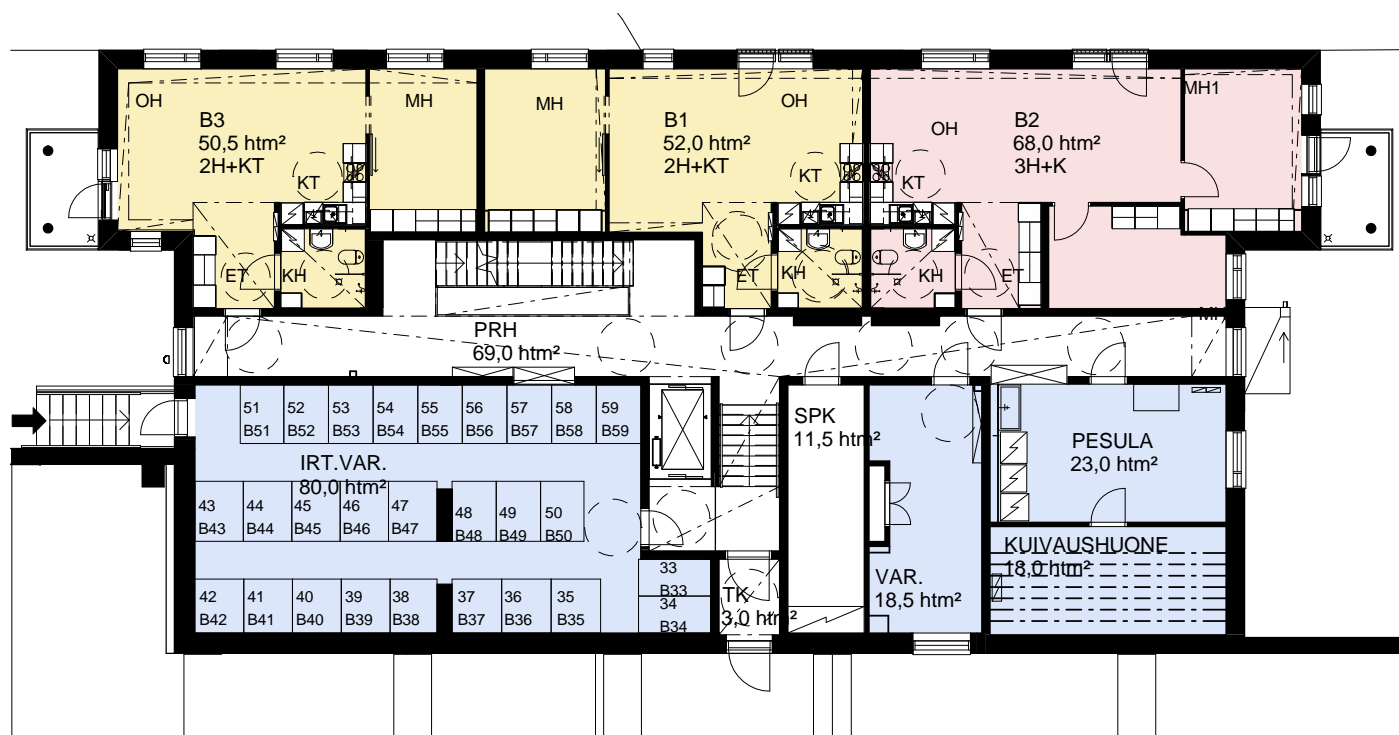 OH
B3
50,5 htm²
2H+KT
KT
MH
ET
KH
MH
B1
52,0 htm²
2H+KT
OH
KT
ET
KH
B2
68,0 htm²
3H+K
OH
KT
KH
ET
MH1
PRH
69,0 htm²
51
B51
52
B52
53
B53
54
B54
55
B55
56
B56
57
B57
58
B58
59
B59
IRT.VAR.
80,0 htm²
43
B43
44
B44
45
B45
46
B46
47
B47
48
B48
49
B49
50
B50
42
B42
41
B41
40
B40
39
B39
38
B38
37
B37
36
B36
35
B35
33
B33
34
B34
TK
3,0 htm²
SPK
11,5 htm²
VAR.
18,5 htm²
PESULA
23,0 htm²
KUIVAUSHUONE
18,0 htm²